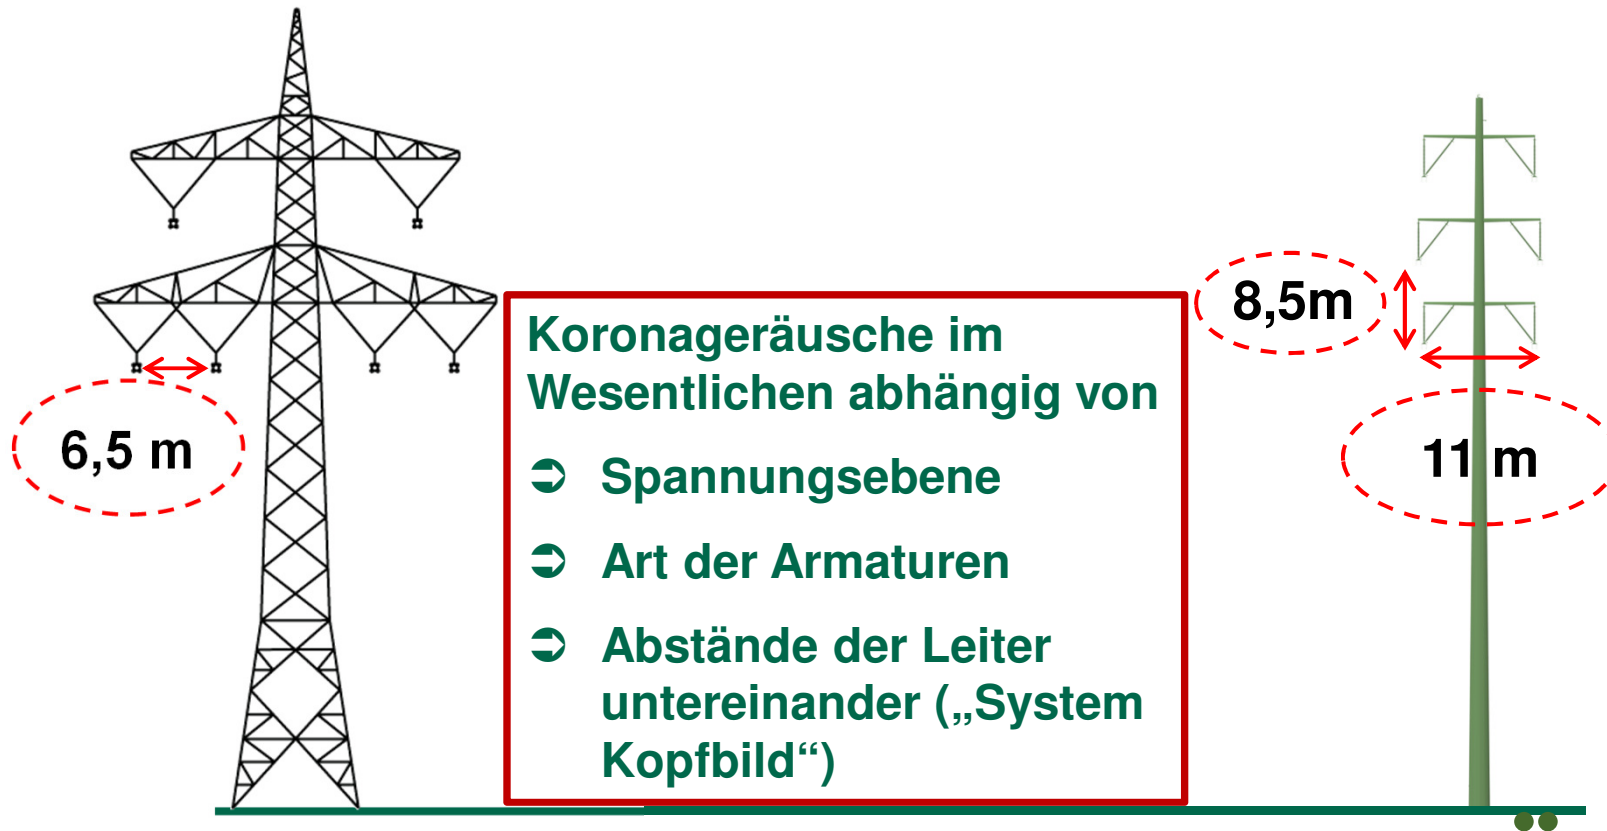 6,5 m
Koronageräusche im
Wesentlichen abhängig von
➲ Spannungsebene
➲ Art der Armaturen
➲ Abstände der Leiter
untereinander („System
Kopfbild“)
8,5m
11 m